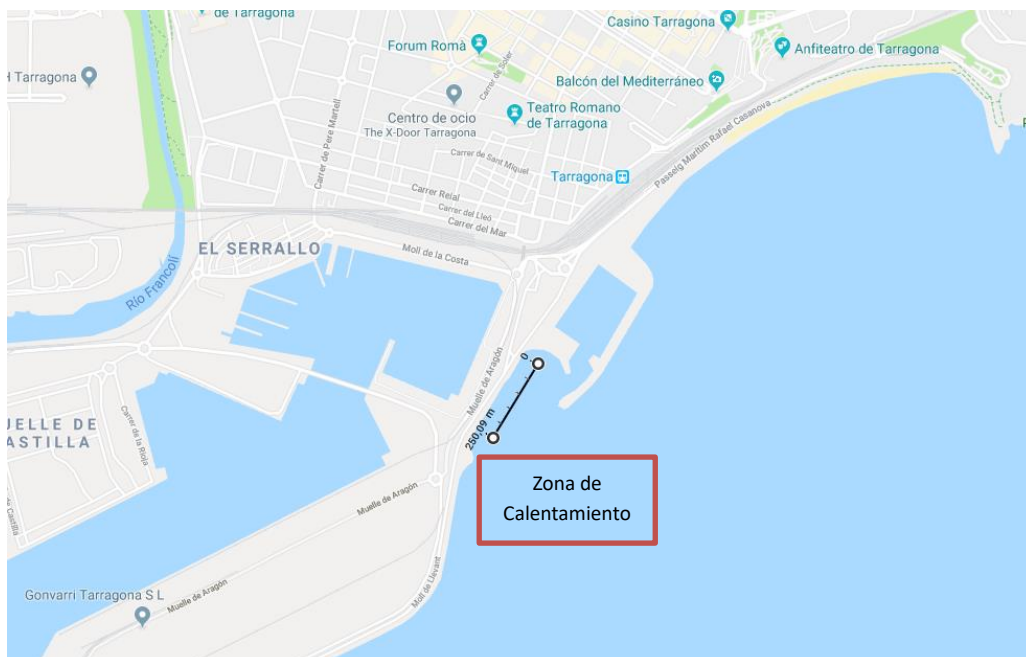 de Tarragona
Casino Tarragona
Forum Romà
Anfiteatro de Tarragona
H Tarragona
Carrer de Soler
Balcón del Mediterráneo
Centro de ocio
The X-Door Tarragona
Teatro Romano
de Tarragona
Carrer de Pere Martell
Carrer de Sant Miquel
Passeig Marítim Rafael Casanova
Tarragona
Carrer Reial
Carrer del Lleó
Carrer del Mar
EL SERRALLO
Moll de la Costa
Río Francolí
0
Muelle de Aragón
250,09 m
UELLE DE
ASTILLA
Carrer de la Rioja
Zona de
Calentamiento
Muelle de Aragón
de Castilla
Moll de Llevant
Gonvarri Tarragona S L
Muelle de Aragón